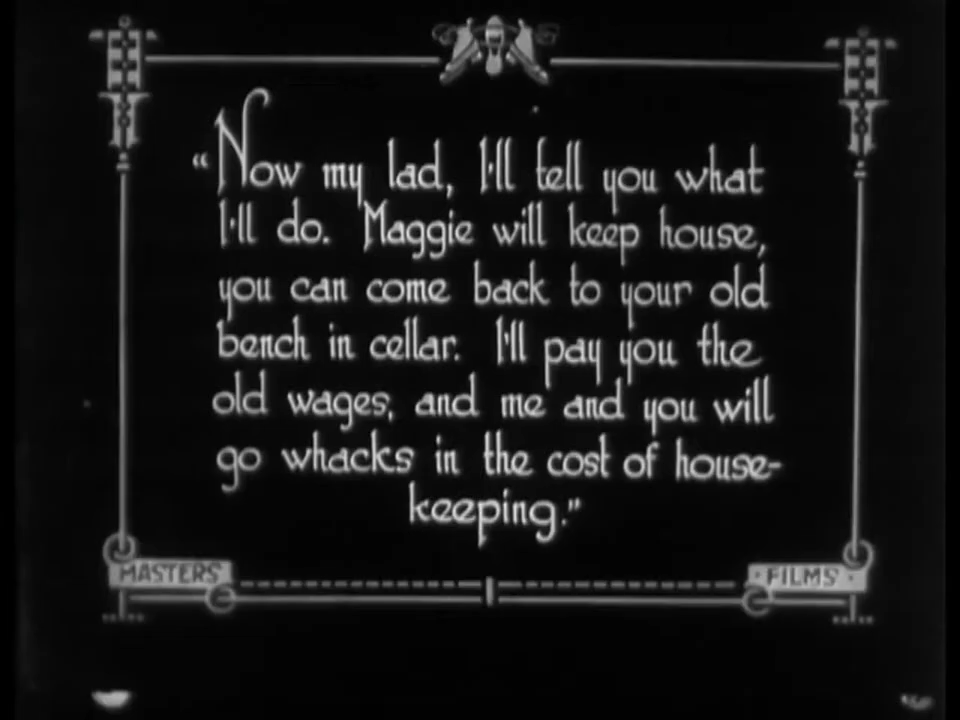 "Now my lad, I'll tell you what
I'll do. Maggie will keep house,
you can come back to your old
bench in cellar. I'll pay you the
old wages, and me and you will
go whacks in the cost of house-
keeping."
MASTERS
· FILMS ·